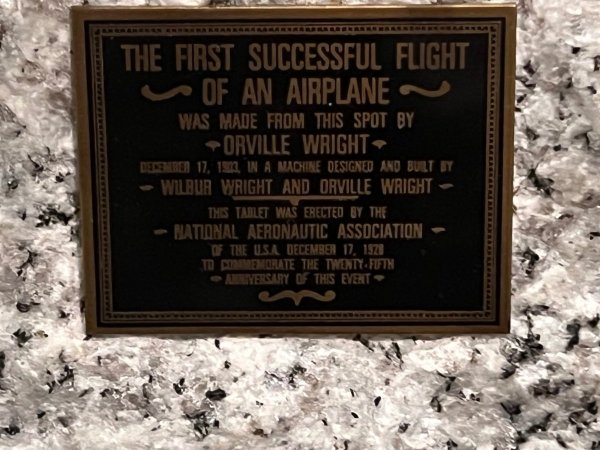 THE FIRST SUCCESSFUL FLIGHT
OF AN AIRPLANE
WAS MADE FROM THIS SPOT BY
ORVILLE WRIGHT
DECEMBER 17, 1903, IN A MACHINE DESIGNED AND BUILT BY
WILBUR WRIGHT AND ORVILLE WRIGHT
THIS TABLET WAS ERECTED BY THE
NATIONAL AERONAUTIC ASSOCIATION
OF THE U.S.A. DECEMBER 17, 1928
TO COMMEMORATE THE TWENTY-FIFTH
ANNIVERSARY OF THIS EVENT